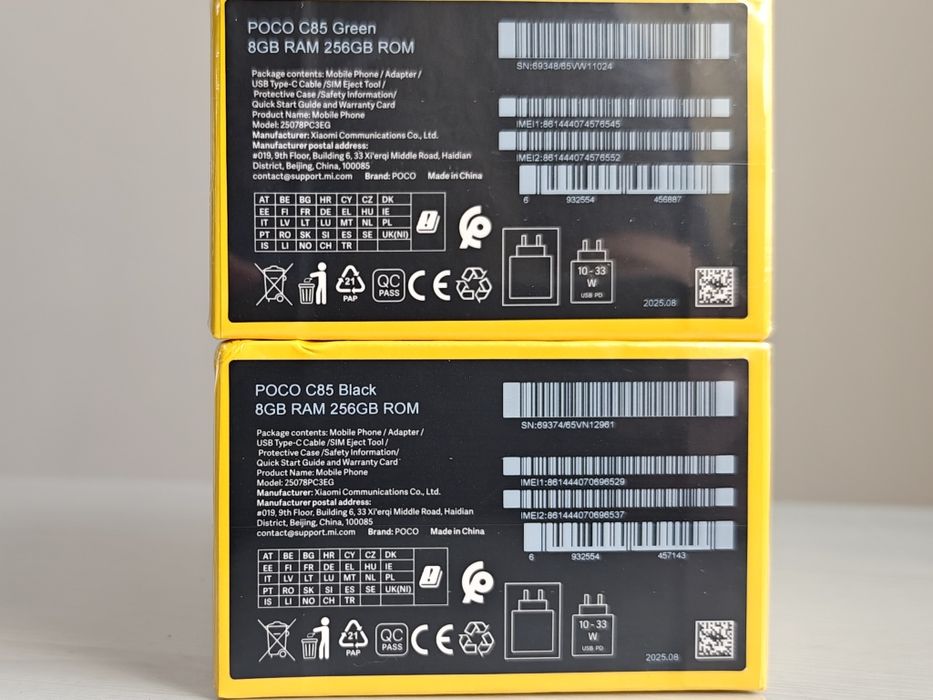 POCO C85 Green
8GB RAM 256GB ROM
Package contents: Mobile Phone / Adapter /
USB Type-C Cable /SIM Eject Tool /
Protective Case /Safety Information/
Quick Start Guide and Warranty Card
Product Name: Mobile Phone
Model: 25078PC3EG
Manufacturer: Xiaomi Communications Co., Ltd.
Manufacturer postal address:
#019, 9th Floor, Building 6, 33 Xi'erqi Middle Road, Haidian
District, Beijing, China, 100085
contact@support.mi.com Brand: POCO Made in China
SN:69348/65VW11024
IMEI1:861444074576545
IMEI2:861444074576552
6 932554 456887
AT BE BG HR CY CZ DK
EE FI FR DE EL HU IE
IT LV LT LU MT NL PL
PT RO SK SI ES SE UK(NI)
IS LI NO CH TR
21
PAP
QC
PASS
CE
10 - 33
W
USB PD
2025.08
POCO C85 Black
8GB RAM 256GB ROM
Package contents: Mobile Phone / Adapter /
USB Type-C Cable /SIM Eject Tool /
Protective Case /Safety Information/
Quick Start Guide and Warranty Card
Product Name: Mobile Phone
Model: 25078PC3EG
Manufacturer: Xiaomi Communications Co., Ltd.
Manufacturer postal address:
#019, 9th Floor, Building 6, 33 Xi'erqi Middle Road, Haidian
District, Beijing, China, 100085
contact@support.mi.com Brand: POCO Made in China
SN:69374/65VN12961
IMEI1:861444070696529
IMEI2:861444070696537
6 932554 457143
AT BE BG HR CY CZ DK
EE FI FR DE EL HU IE
IT LV LT LU MT NL PL
PT RO SK SI ES SE UK(NI)
IS LI NO CH TR
21
PAP
QC
PASS
CE
10 - 33
W
USB PD
2025.08